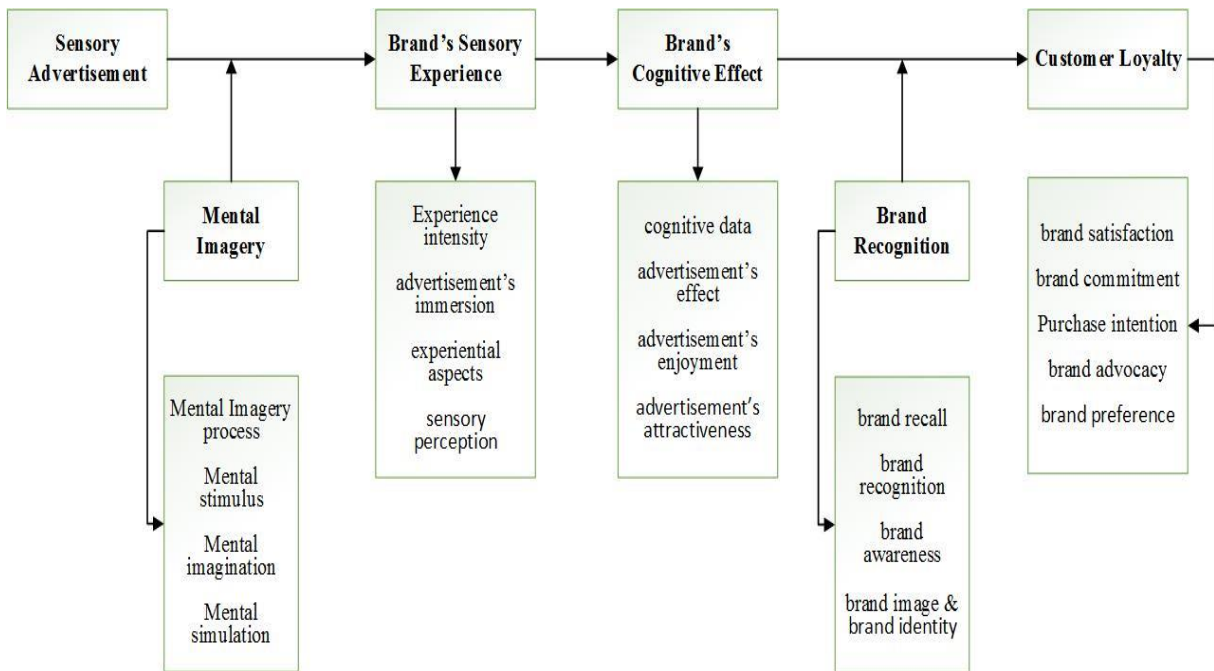 Sensory
Advertisement
Brand's Sensory
Experience
Brand's
Cognitive Effect
Customer Loyalty
Mental
Imagery
Experience
intensity
advertisement's
immersion
experiential
aspects
sensory
perception
cognitive data
advertisement's
effect
advertisement's
enjoyment
advertisement's
attractiveness
Brand
Recognition
brand satisfaction
brand commitment
Purchase intention
brand advocacy
brand preference
Mental Imagery
process
Mental
stimulus
Mental
imagination
Mental
simulation
brand recall
brand
recognition
brand
awareness
brand image &
brand identity